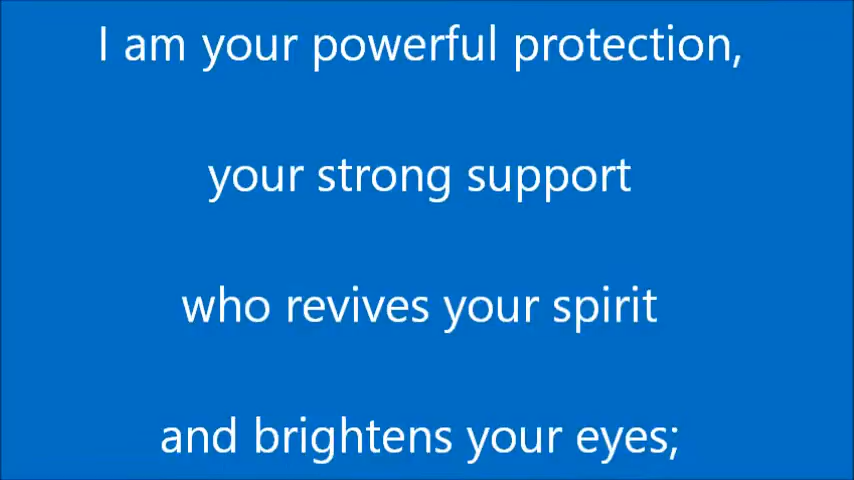 I am your powerful protection,
your strong support
who revives your spirit
and brightens your eyes;